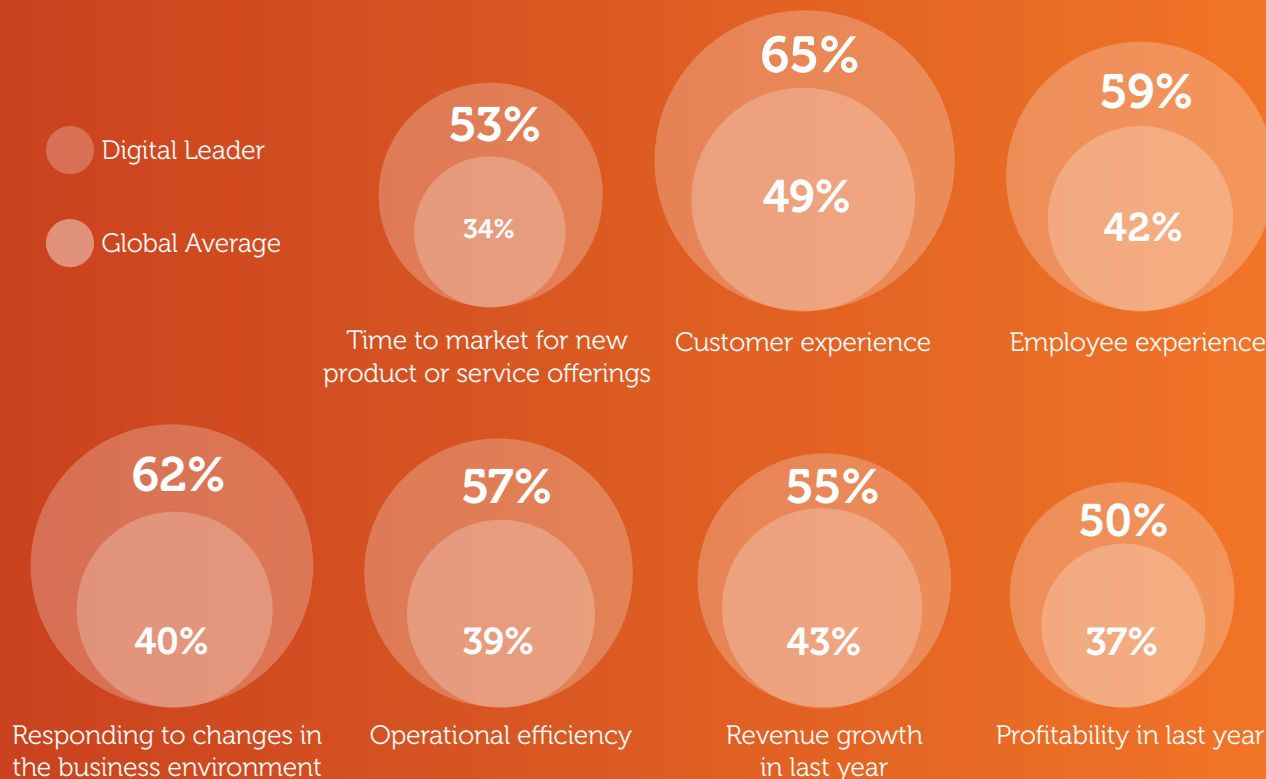 Digital Leader
Global Average
53%
34%
Time to market for new
product or service offerings
65%
49%
Customer experience
59%
42%
Employee experience
62%
40%
Responding to changes in
the business environment
57%
39%
Operational efficiency
55%
43%
Revenue growth
in last year
50%
37%
Profitability in last year